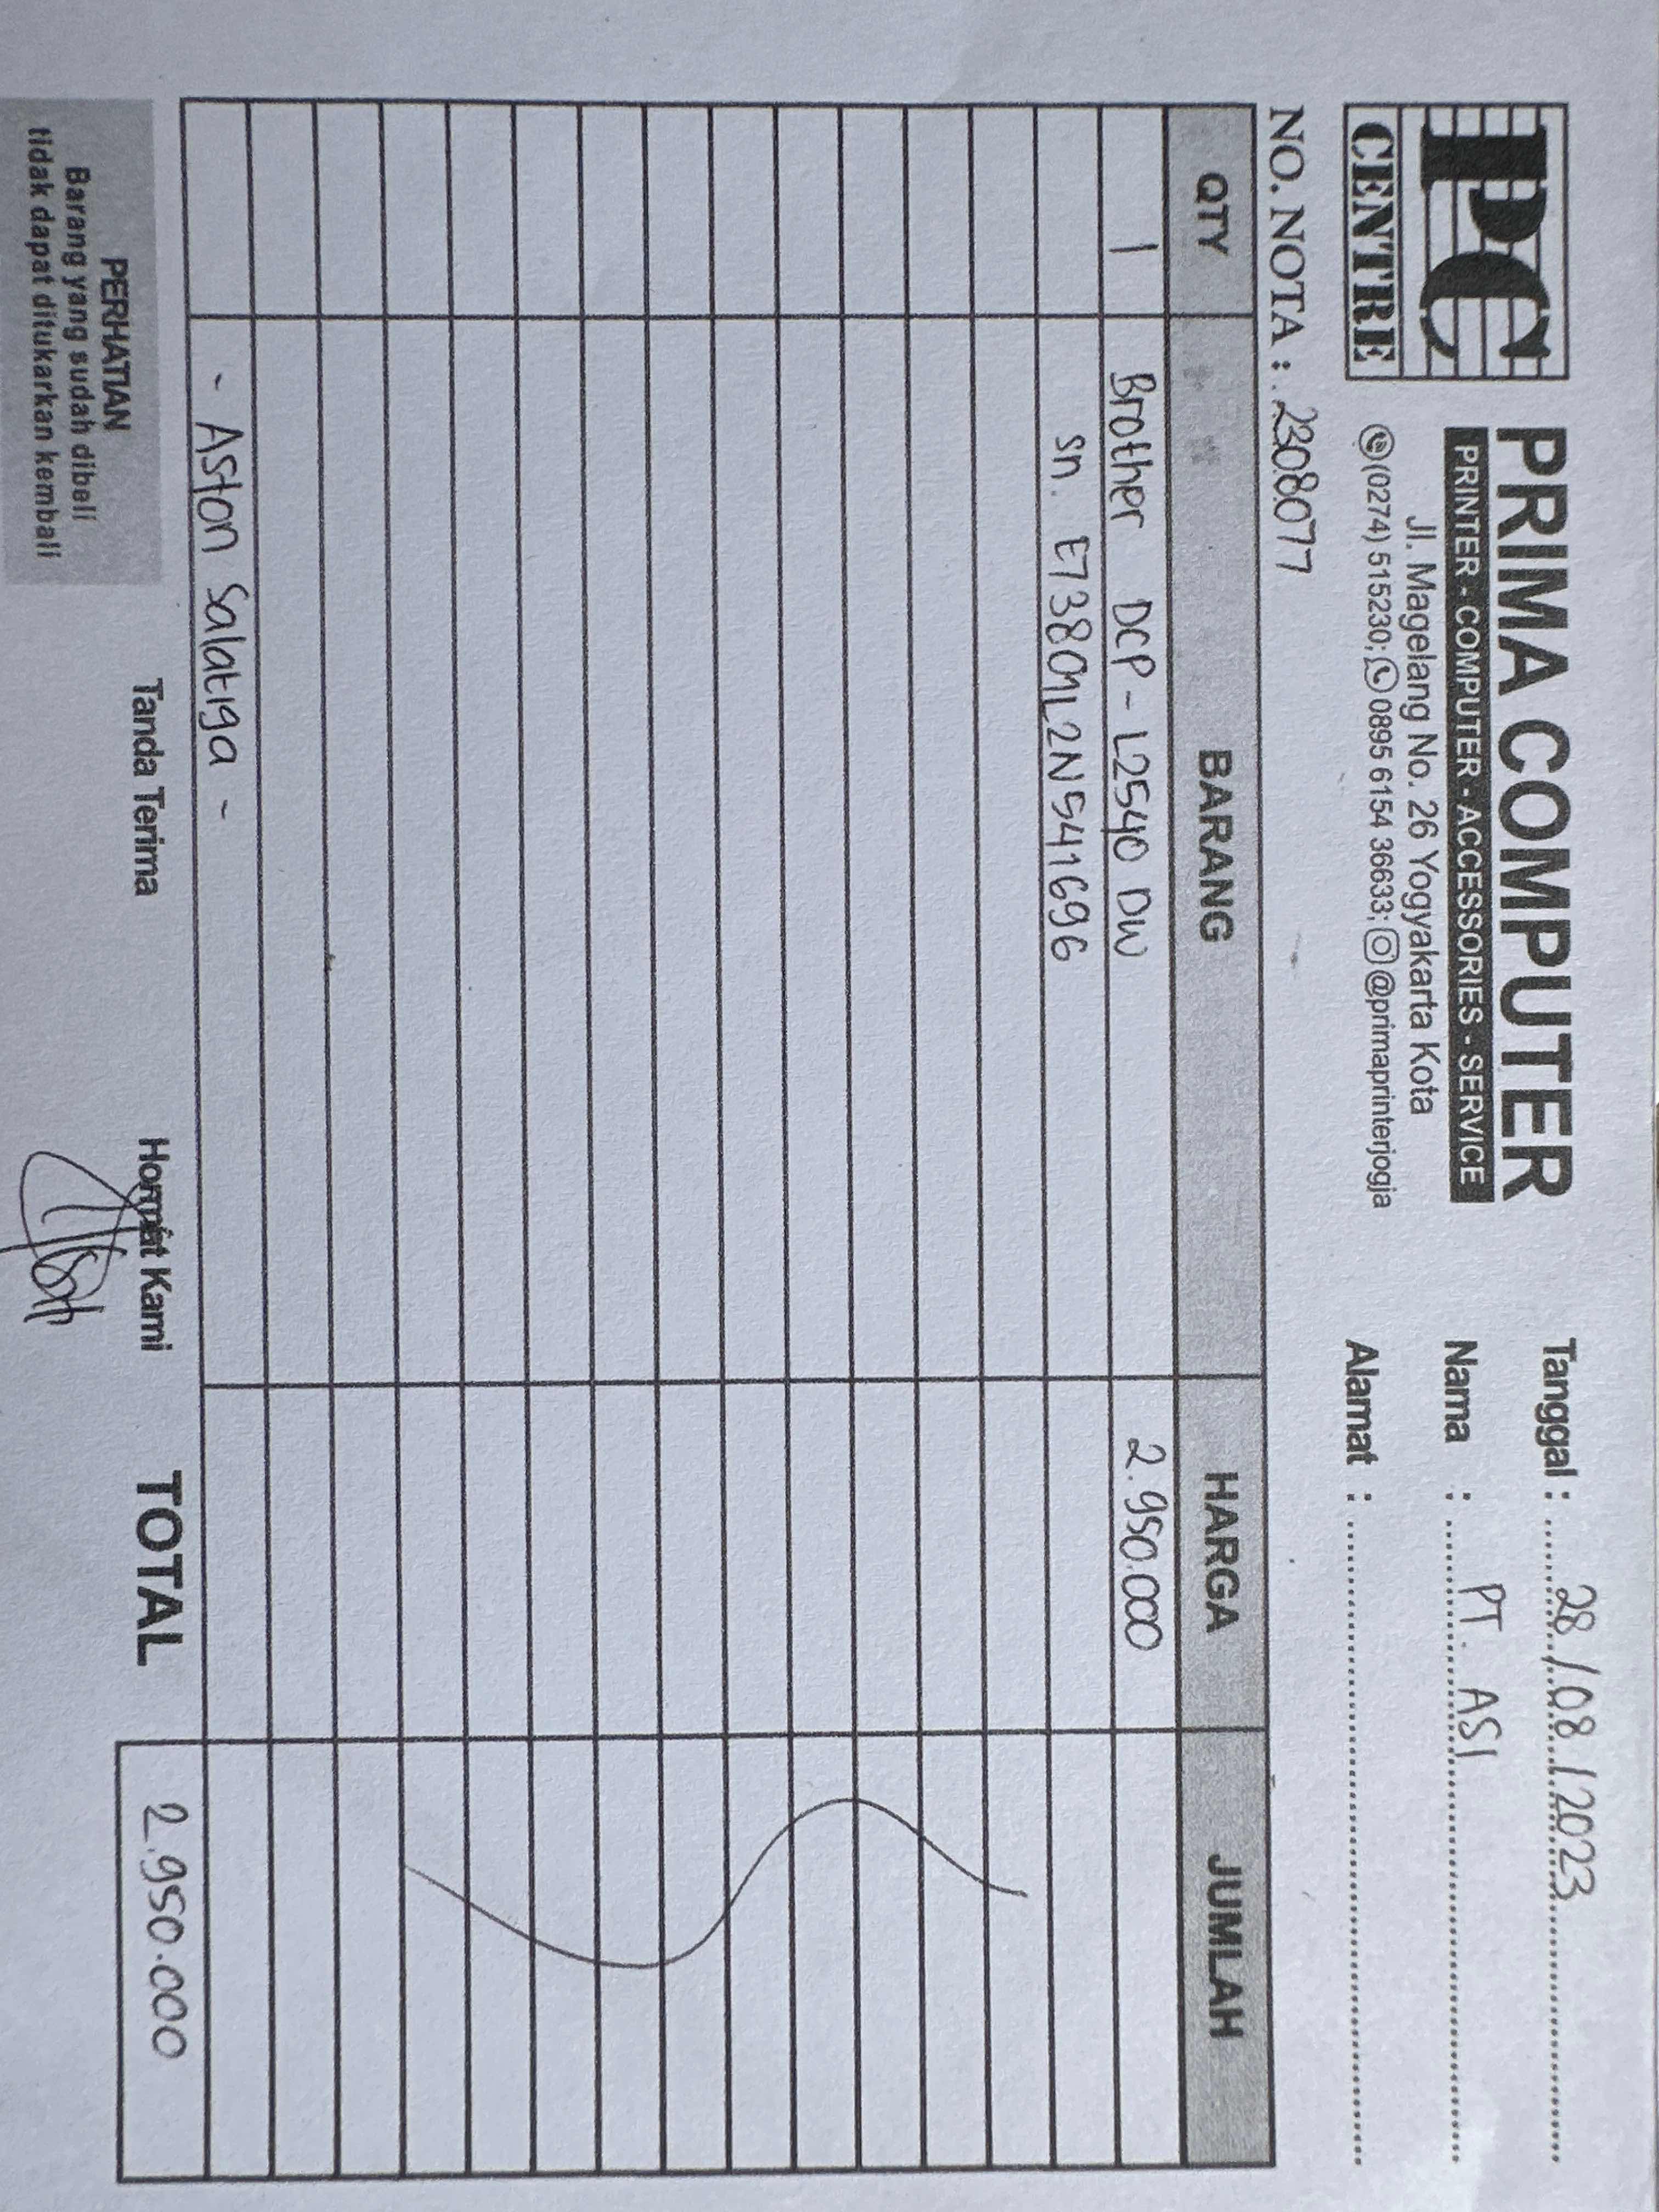 PC
CENTRE
PRIMA COMPUTER
PRINTER - COMPUTER - ACCESSORIES - SERVICE
Jl. Magelang No. 26 Yogyakarta Kota
(0274) 515230; 0895 6154 36633; @primaprinterjogja
Tanggal : 28/08/2023
Nama : PT. ASI
Alamat :
NO. NOTA : 2308077
QTY BARANG HARGA JUMLAH
1 Brother DCP-L2540 DW 2.950.000
sn.
- Aston Salatiga -
PERHATIAN
Barang yang sudah dibeli
tidak dapat ditukarkan kembali
Tanda Terima
Hormat Kami
TOTAL 2.950.000